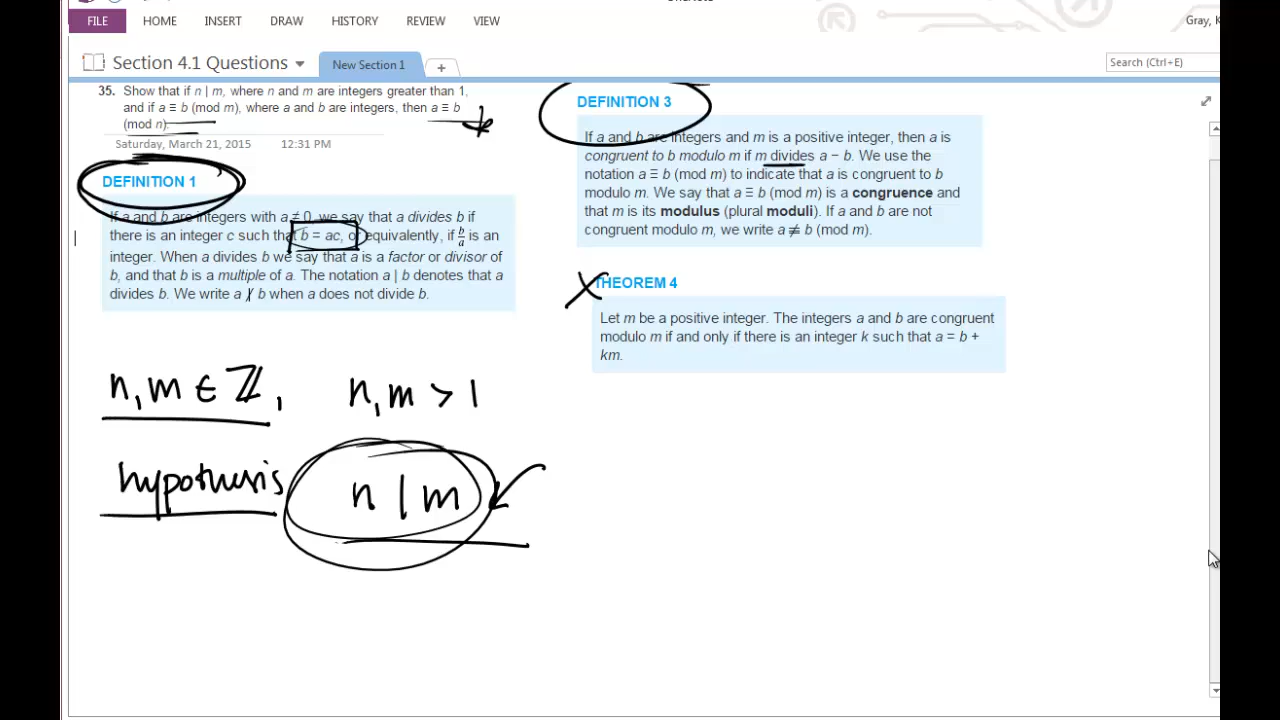 FILE HOME INSERT DRAW HISTORY REVIEW VIEW Gray, K
Section 4.1 Questions New Section 1 + Search (Ctrl+E)
35. Show that if n | m, where n and m are integers greater than 1,
and if a ≡ b (mod m), where a and b are integers, then a ≡ b
(mod n).
Saturday, March 21, 2015 12:31 PM
DEFINITION 1
If a and b are integers with a ≠ 0, we say that a divides b if
there is an integer c such that b = ac, or equivalently, if b/a is an
integer. When a divides b we say that a is a factor or divisor of
b, and that b is a multiple of a. The notation a | b denotes that a
divides b. We write a ∤ b when a does not divide b.
n, m ∈ ℤ, n, m > 1
hypothesis n | m
DEFINITION 3
If a and b are integers and m is a positive integer, then a is
congruent to b modulo m if m divides a − b. We use the
notation a ≡ b (mod m) to indicate that a is congruent to b
modulo m. We say that a ≡ b (mod m) is a congruence and
that m is its modulus (plural moduli). If a and b are not
congruent modulo m, we write a ≢ b (mod m).
THEOREM 4
Let m be a positive integer. The integers a and b are congruent
modulo m if and only if there is an integer k such that a = b +
km.